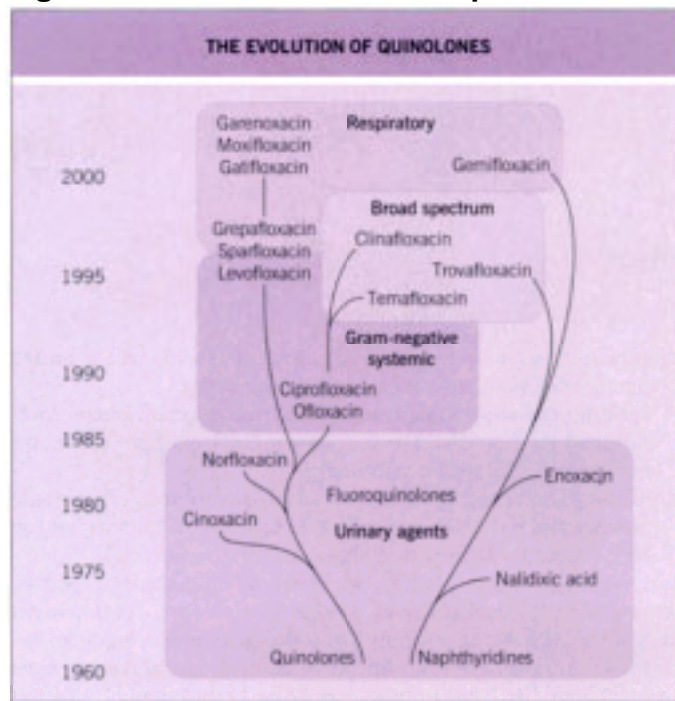 THE EVOLUTION OF QUINOLONES
Garenoxacin
Moxifloxacin
Gatifloxacin
Respiratory
Gemifloxacin
2000
Broad spectrum
Grepafloxacin
Sparfloxacin
Levofloxacin
Clinafloxacin
Trovafloxacin
1995
Temafloxacin
Gram-negative
systemic
1990
Ciprofloxacin
Ofloxacin
1985
Norfloxacin
Enoxacin
Fluoroquinolones
1980
Cinoxacin
Urinary agents
1975
Nalidixic acid
Quinolones
Naphthyridines
1960